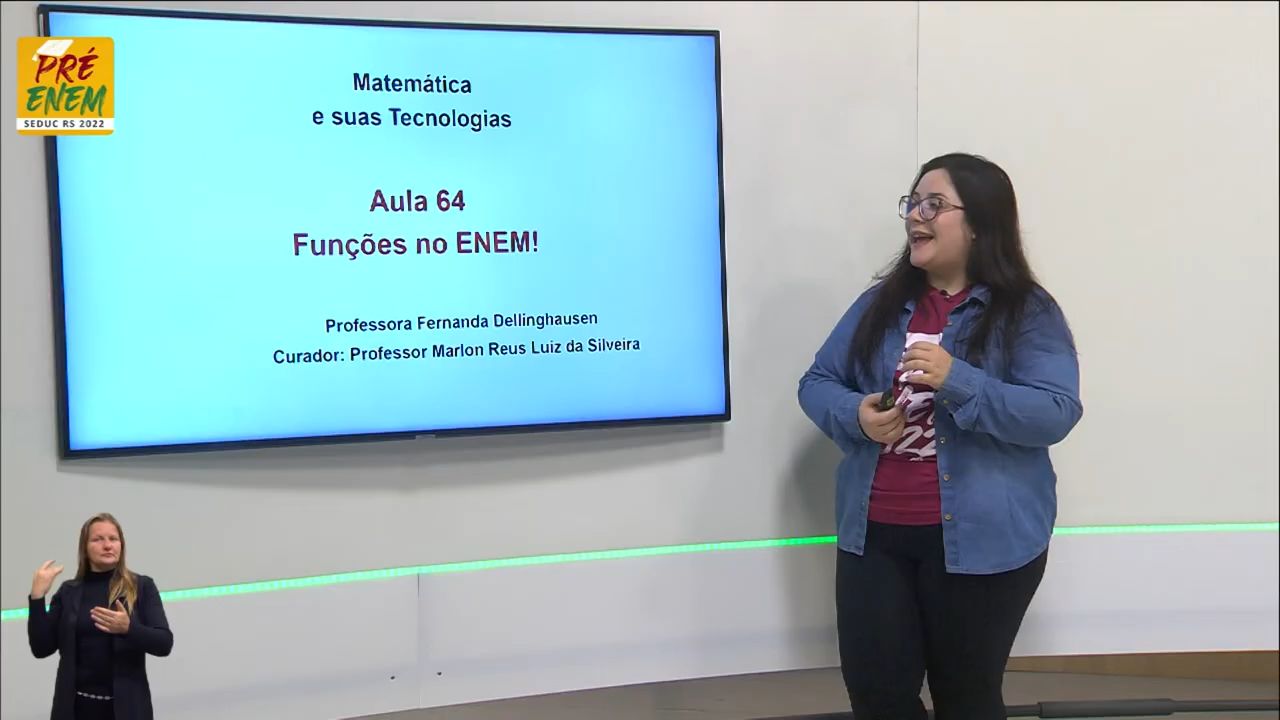 PRÉ
ENEM
SEDUC RS 2022
Matemática
e suas Tecnologias
Aula 64
Funções no ENEM!
Professora Fernanda Dellinghausen
Curador: Professor Marlon Reus Luiz da Silveira